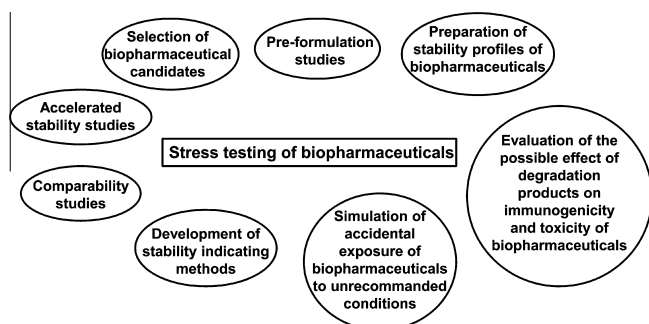 Selection of
biopharmaceutical
candidates
Pre-formulation
studies
Preparation of
stability profiles of
biopharmaceuticals
Accelerated
stability studies
Stress testing of biopharmaceuticals
Evaluation of the
possible effect of
degradation
products on
immunogenicity
and toxicity of
biopharmaceuticals
Comparability
studies
Development of
stability indicating
methods
Simulation of
accidental
exposure of
biopharmaceuticals
to unrecommanded
conditions